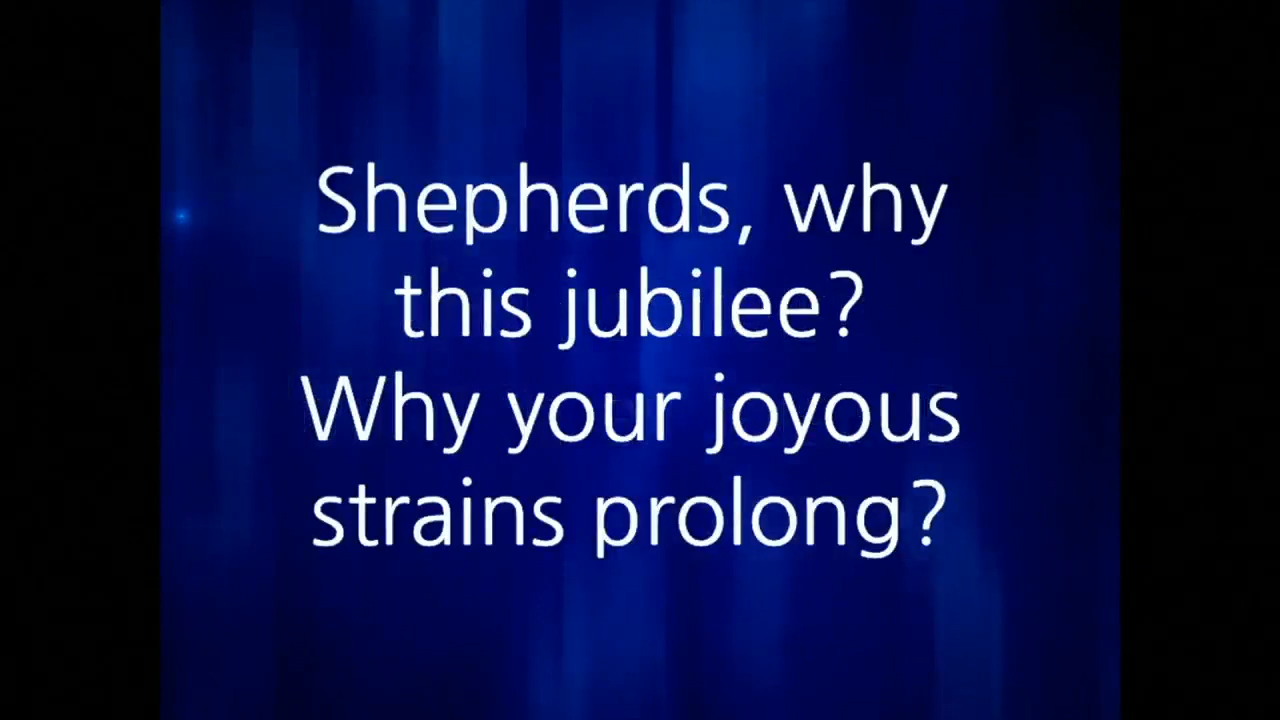 Shepherds, why
this jubilee?
Why your joyous
strains prolong?